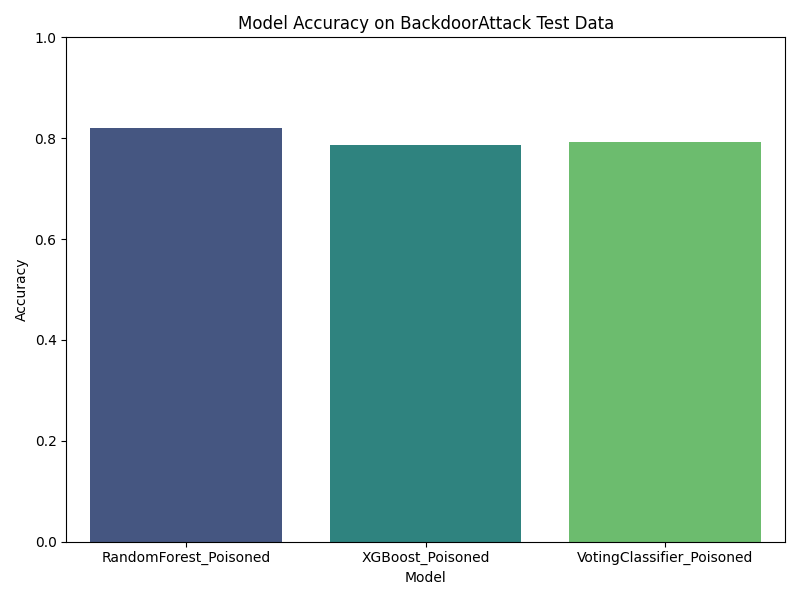 Model Accuracy on BackdoorAttack Test Data
1.0
0.8
0.6
0.4
0.2
0.0
Accuracy
RandomForest_Poisoned
XGBoost_Poisoned
VotingClassifier_Poisoned
Model